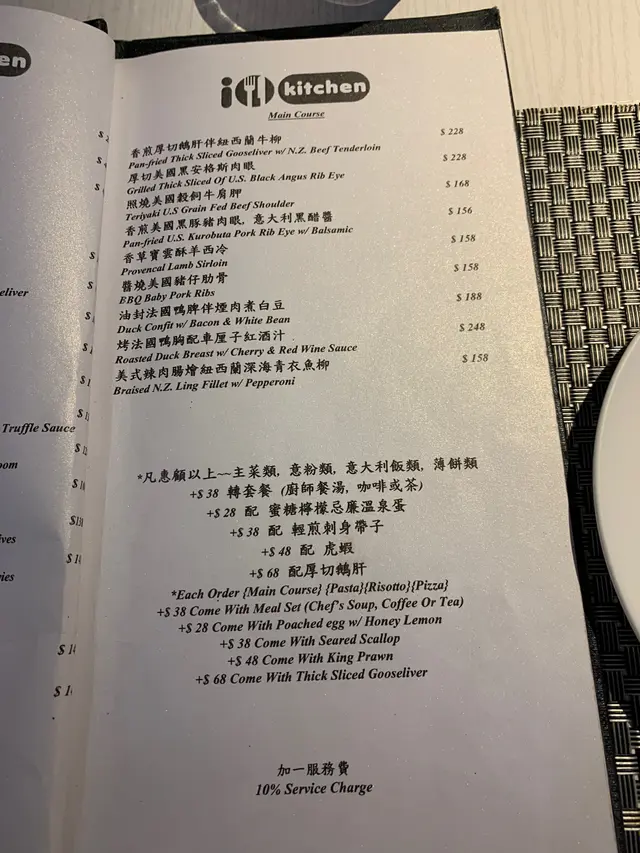 en
i kitchen
Main Course
香煎厚切鵝肝伴紐西蘭牛柳 $ 228
Pan-fried Thick Sliced Gooseliver w/ N.Z. Beef Tenderloin
厚切美國黑安格斯肉眼 $ 228
Grilled Thick Sliced Of U.S. Black Angus Rib Eye
照燒美國穀飼牛肩胛 $ 168
Teriyaki U.S Grain Fed Beef Shoulder
香煎美國黑豚豬肉眼, 意大利黑醋醬 $ 156
Pan-fried U.S. Kurobuta Pork Rib Eye w/ Balsamic
香草寶雲酥羊西冷 $ 158
Provencal Lamb Sirloin
醬燒美國豬仔肋骨 $ 158
BBQ Baby Pork Ribs
油封法國鴨髀伴煙肉煮白豆 $ 188
Duck Confit w/ Bacon & White Bean
烤法國鴨胸配車厘子紅酒汁 $ 248
Roasted Duck Breast w/ Cherry & Red Wine Sauce
美式辣肉腸燴紐西蘭深海青衣魚柳 $ 158
Braised N.Z. Ling Fillet w/ Pepperoni
*凡惠顧以上~~主菜類, 意粉類, 意大利飯類, 薄餅類
+$ 38 轉套餐 (廚師餐湯, 咖啡或茶)
+$ 28 配 蜜糖檸檬忌廉溫泉蛋
+$ 38 配 輕煎刺身帶子
+$ 48 配 虎蝦
+$ 68 配厚切鵝肝
*Each Order {Main Course} {Pasta}{Risotto}{Pizza}
+$ 38 Come With Meal Set (Chef's Soup, Coffee Or Tea)
+$ 28 Come With Poached egg w/ Honey Lemon
+$ 38 Come With Seared Scallop
+$ 48 Come With King Prawn
+$ 68 Come With Thick Sliced Gooseliver
加一服務費
10% Service Charge
eliver
Truffle Sauce
oom
ives
ries